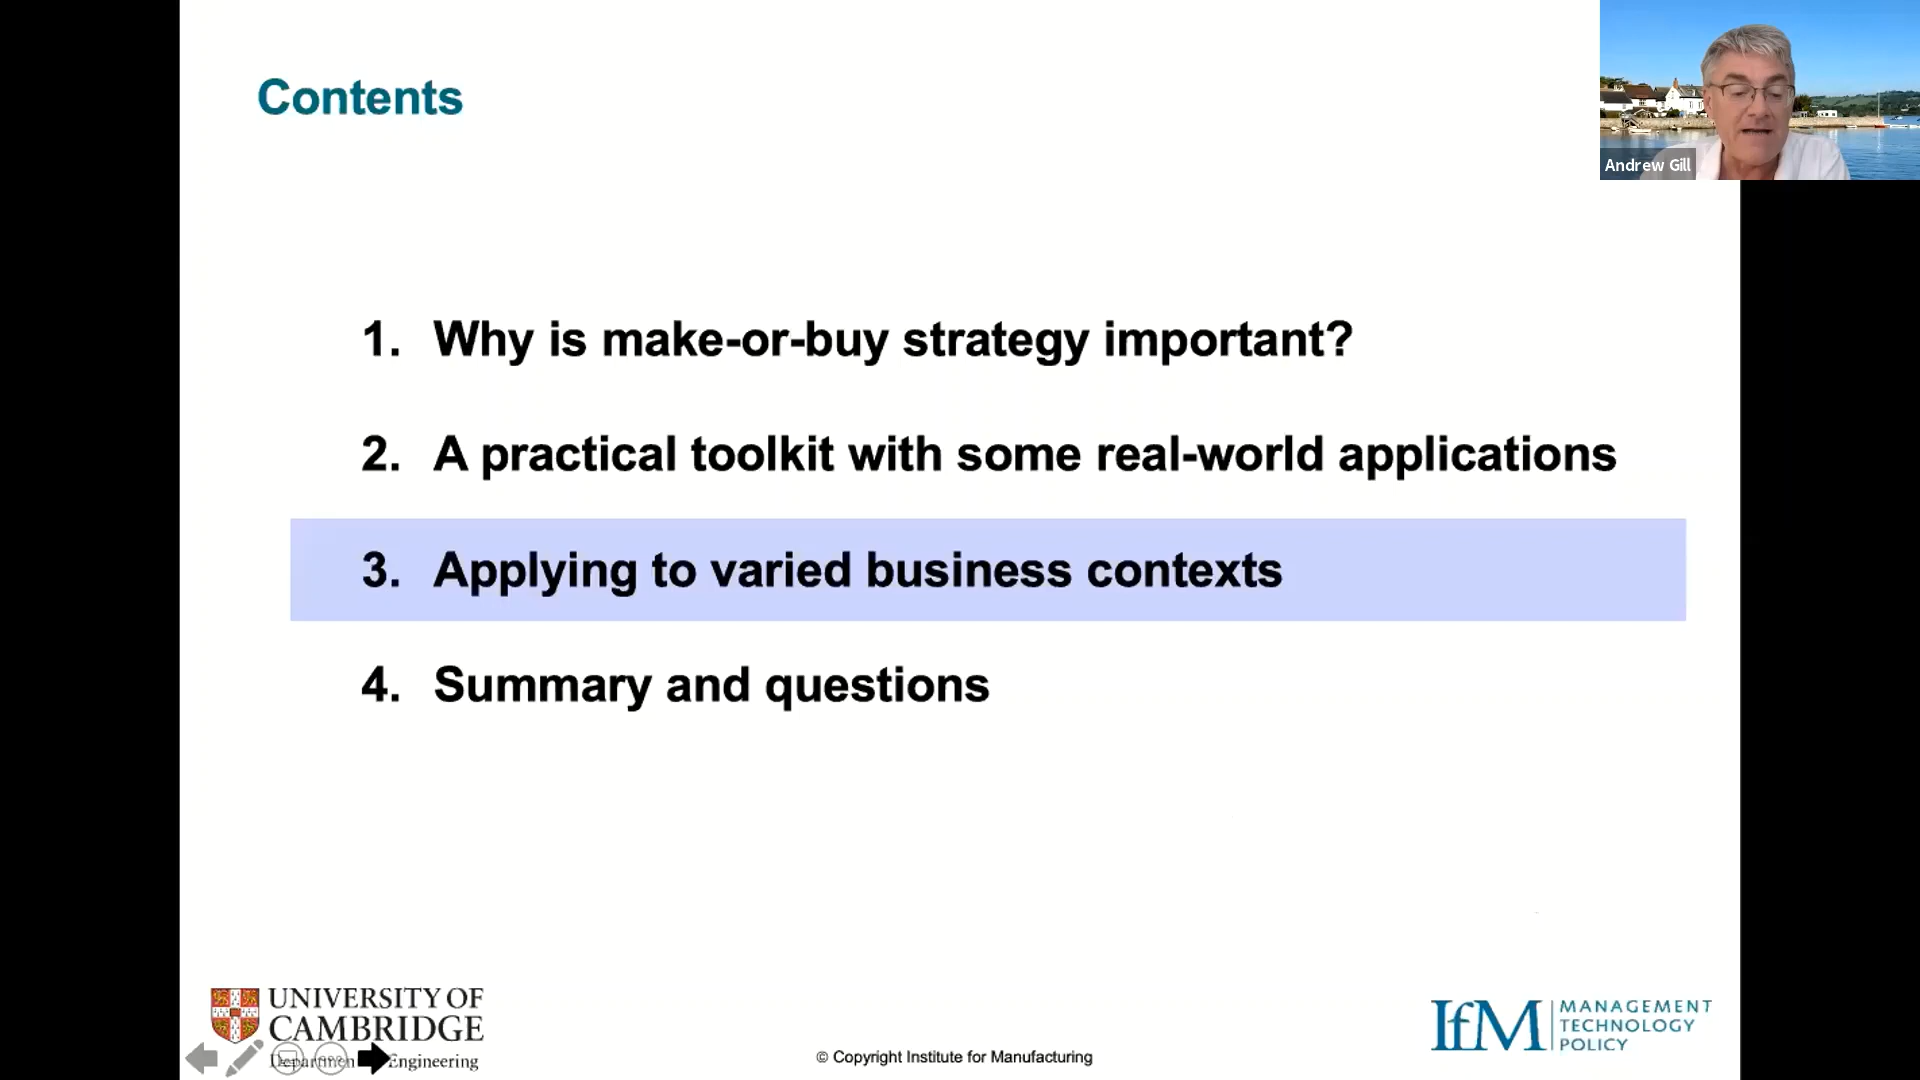 Contents
Andrew Gill
1. Why is make-or-buy strategy important?
2. A practical toolkit with some real-world applications
3. Applying to varied business contexts
4. Summary and questions
UNIVERSITY OF
CAMBRIDGE
Engineering
© Copyright Institute for Manufacturing
IfM
MANAGEMENT
TECHNOLOGY
POLICY